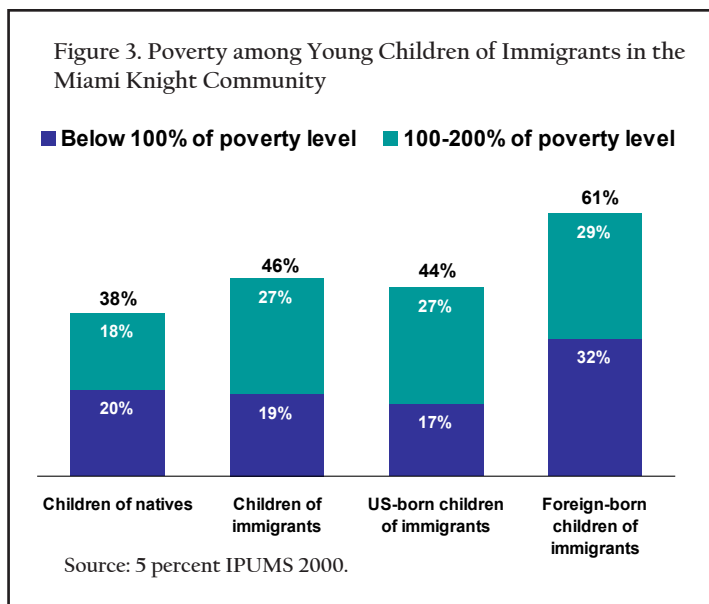 Figure 3. Poverty among Young Children of Immigrants in the
Miami Knight Community
Below 100% of poverty level 100-200% of poverty level
38%
18%
20%
46%
27%
19%
44%
27%
17%
61%
29%
32%
Children of natives
Children of
immigrants
US-born children
of immigrants
Foreign-born
children of
immigrants
Source: 5 percent IPUMS 2000.